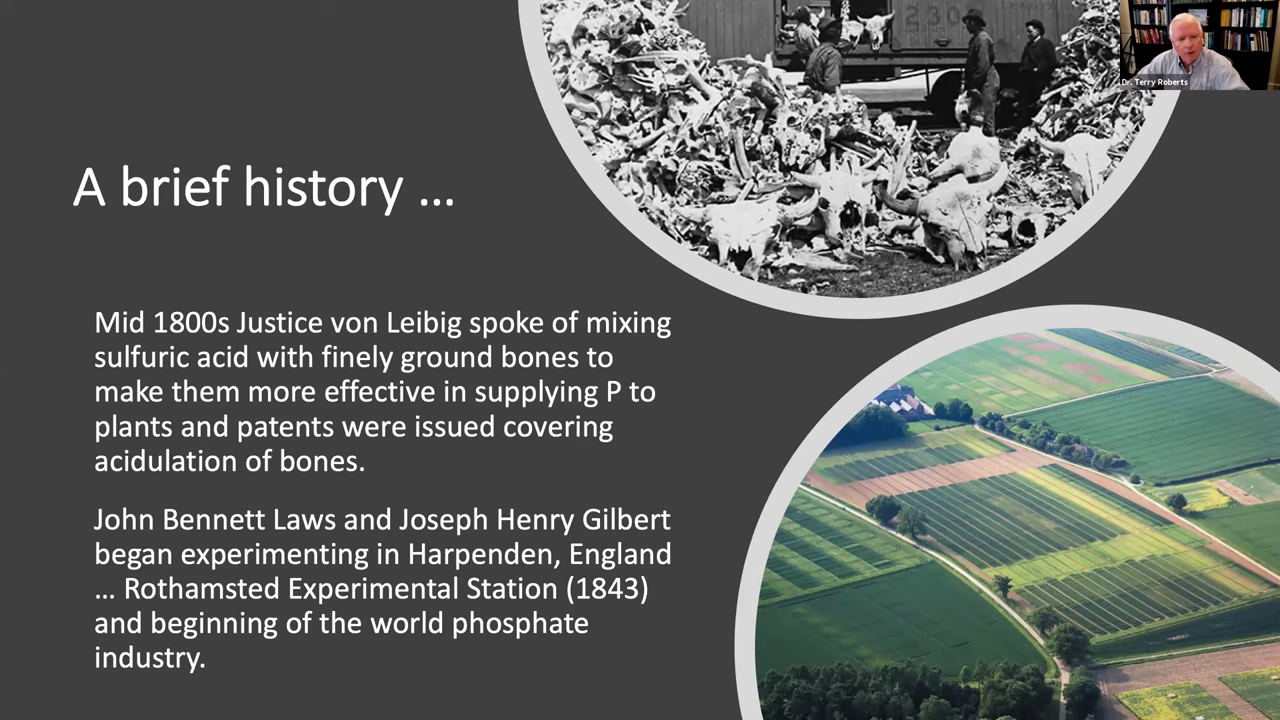 230
Dr. Terry Roberts
A brief history ...
Mid 1800s Justice von Leibig spoke of mixing
sulfuric acid with finely ground bones to
make them more effective in supplying P to
plants and patents were issued covering
acidulation of bones.
John Bennett Laws and Joseph Henry Gilbert
began experimenting in Harpenden, England
... Rothamsted Experimental Station (1843)
and beginning of the world phosphate
industry.